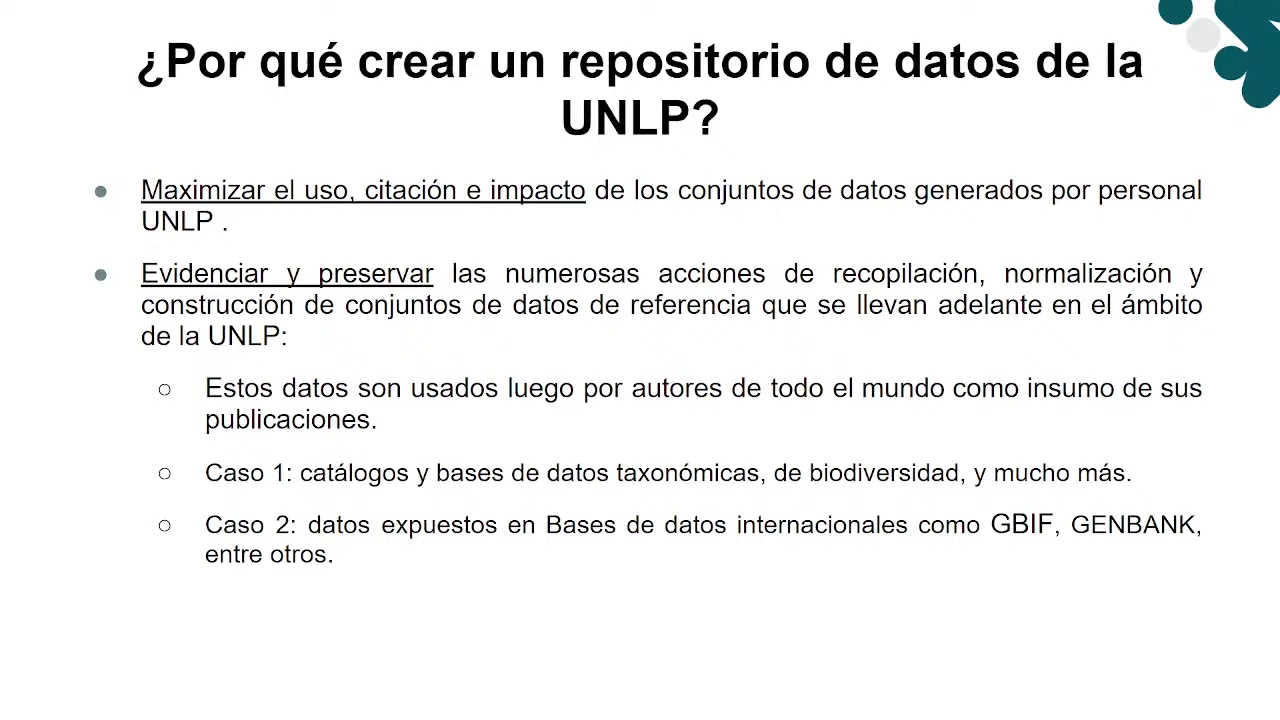 ¿Por qué crear un repositorio de datos de la
UNLP?
● Maximizar el uso, citación e impacto de los conjuntos de datos generados por personal
UNLP .
● Evidenciar y preservar las numerosas acciones de recopilación, normalización y
construcción de conjuntos de datos de referencia que se llevan adelante en el ámbito
de la UNLP:
○ Estos datos son usados luego por autores de todo el mundo como insumo de sus
publicaciones.
○ Caso 1: catálogos y bases de datos taxonómicas, de biodiversidad, y mucho más.
○ Caso 2: datos expuestos en Bases de datos internacionales como GBIF, GENBANK,
entre otros.